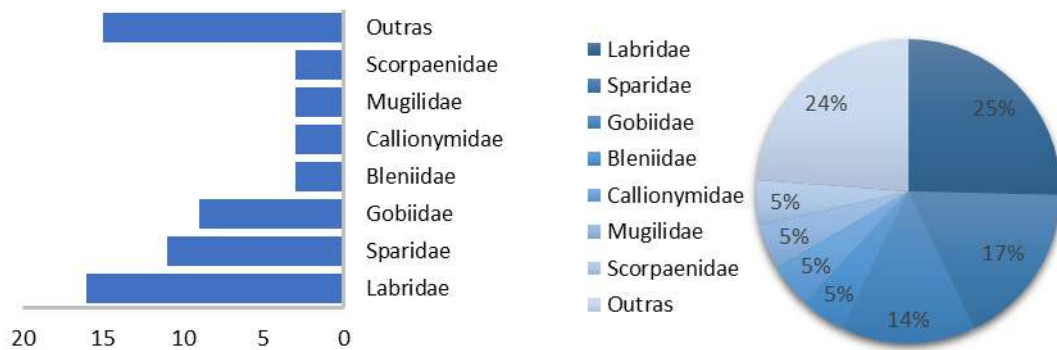 Outras
Scorpaenidae
Mugilidae
Callionymidae
Bleniidae
Gobiidae
Sparidae
Labridae
20 15 10 5 0
Labridae
Sparidae
Gobiidae
Bleniidae
Callionymidae
Mugilidae
Scorpaenidae
Outras
25%
17%
14%
5%
5%
5%
5%
24%